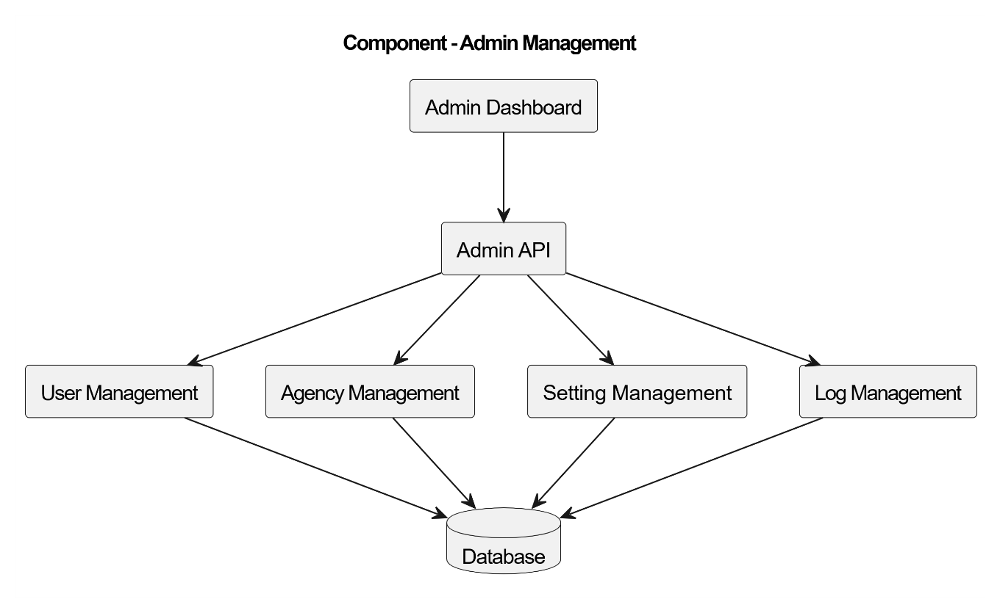 Component - Admin Management
Admin Dashboard
Admin API
User Management
Agency Management
Setting Management
Log Management
Database